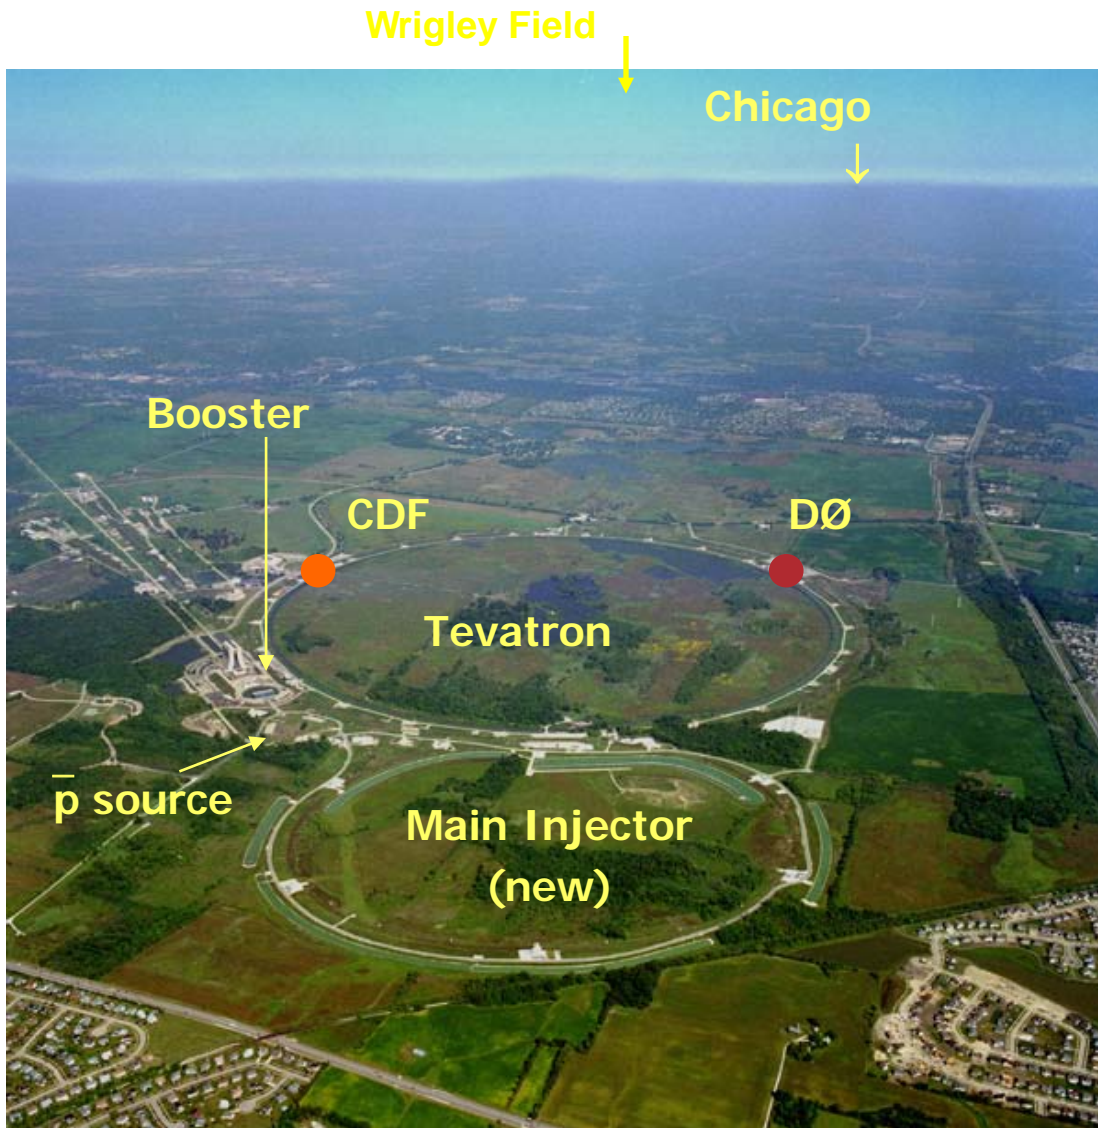 Wrigley Field
Chicago
Booster
CDF
DØ
Tevatron
p̅ source
Main Injector
(new)